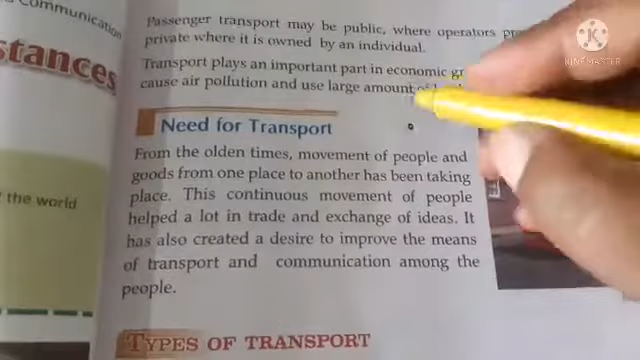 d Communication
stances
r the world
Passenger transport may be public, where operators
private where it is owned by an individual.
Transport plays an important part in economic gr
cause air pollution and use large amount of
Need for Transport
From the olden times, movement of people and
goods from one place to another has been taking
place. This continuous movement of people
helped a lot in trade and exchange of ideas. It
has also created a desire to improve the means
of transport and communication among the
people.
TYPES OF TRANSPORT
KINEMASTER